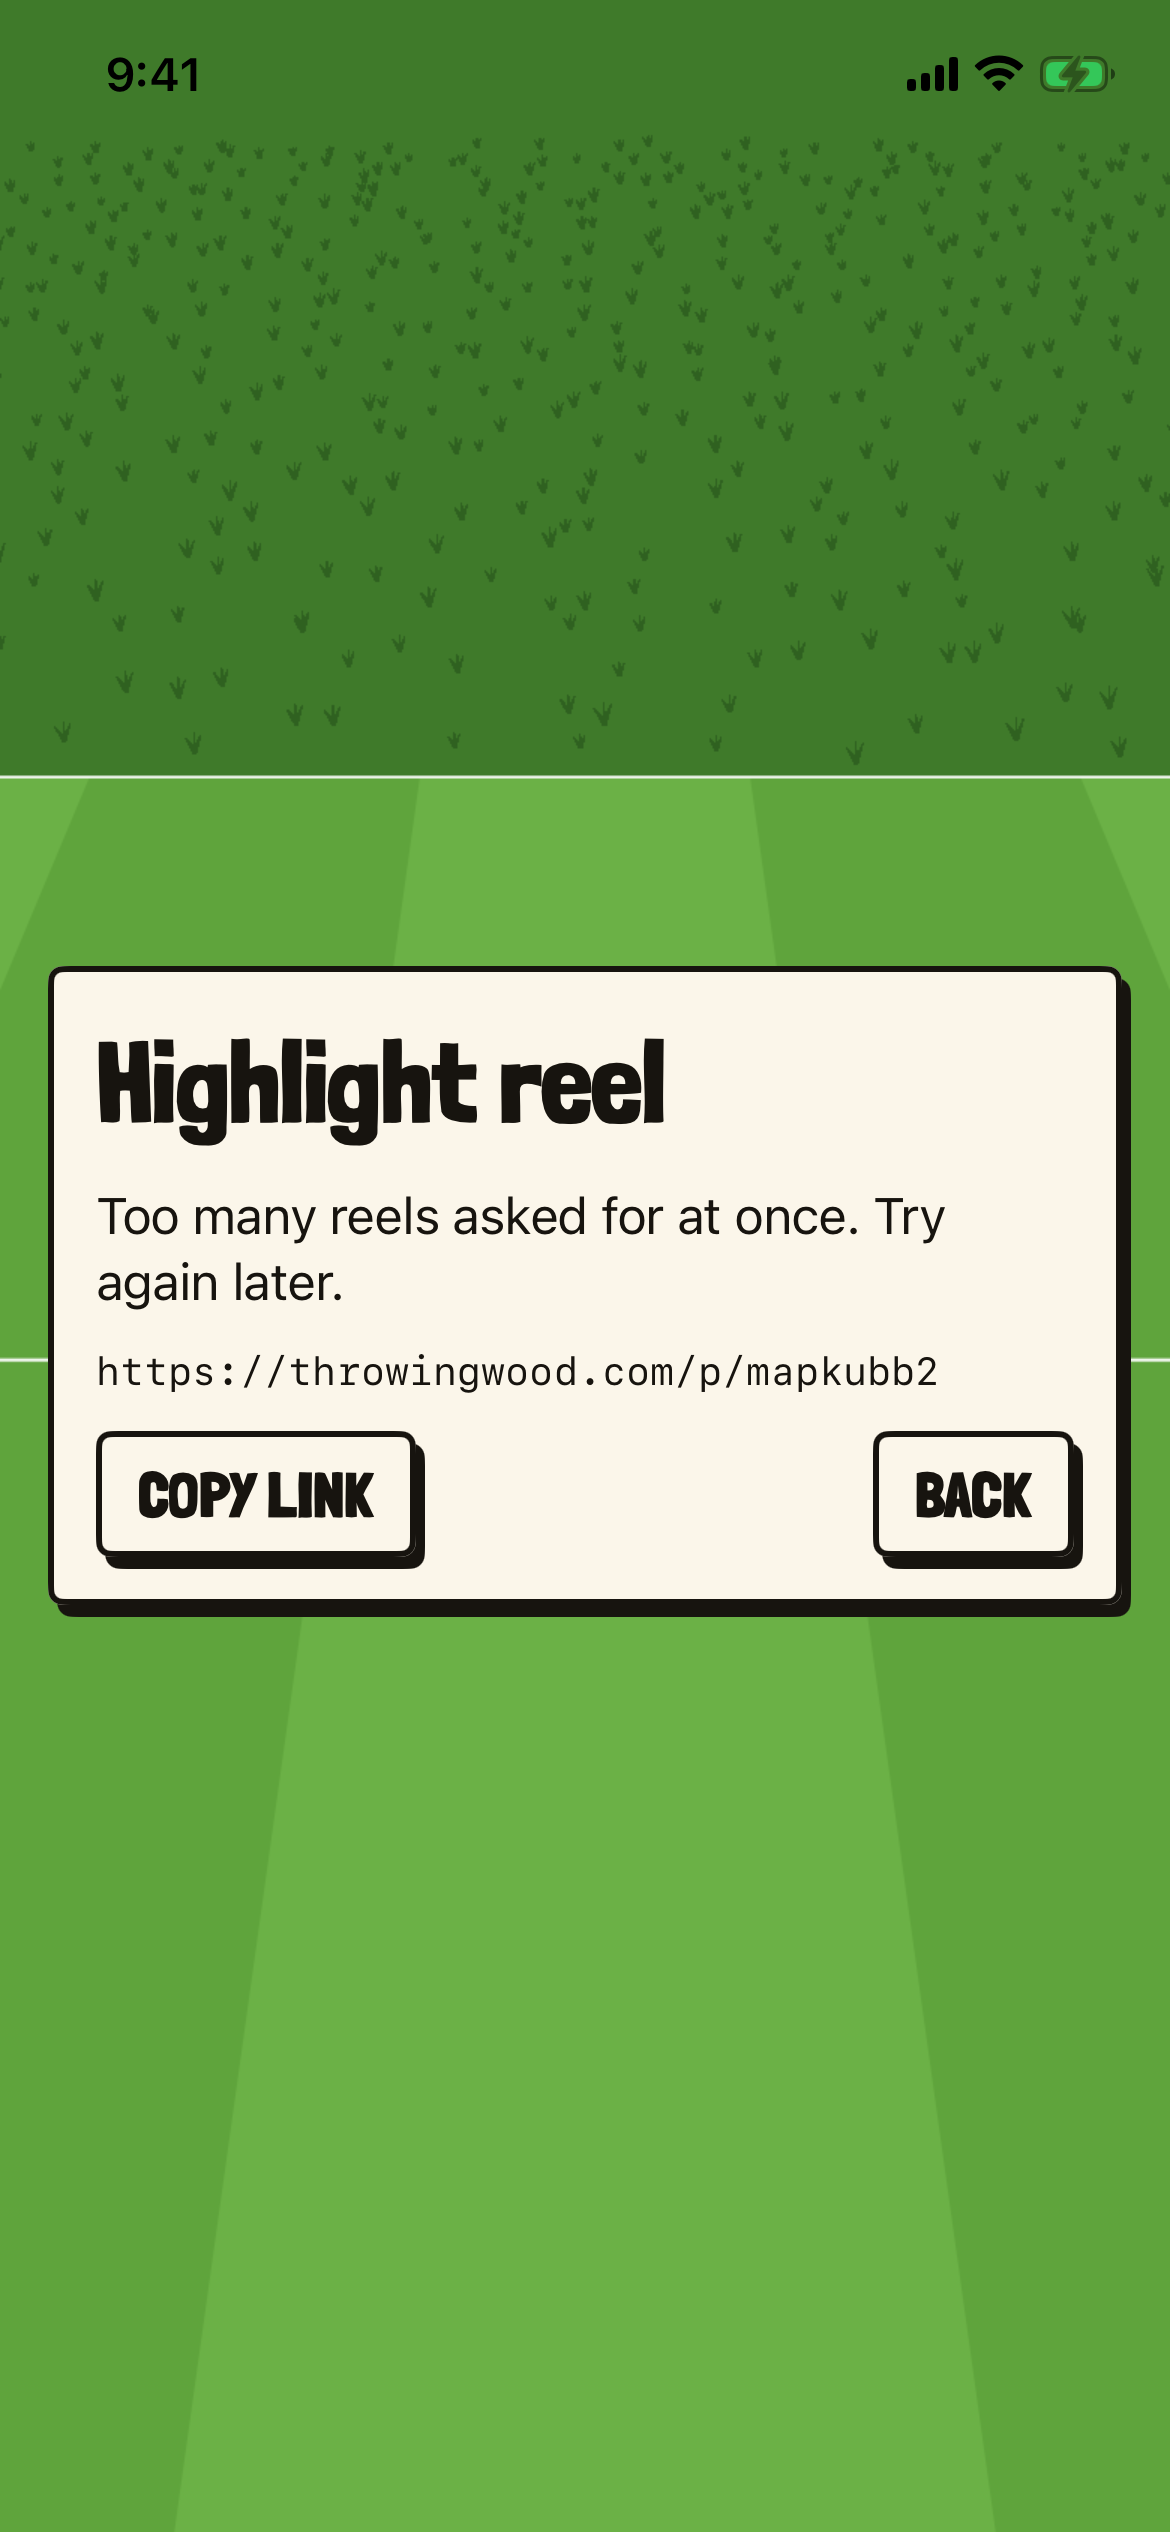 9:41
Highlight reel
Too many reels asked for at once. Try
again later.
https://throwingwood.com/p/mapkubb2
COPY LINK
BACK